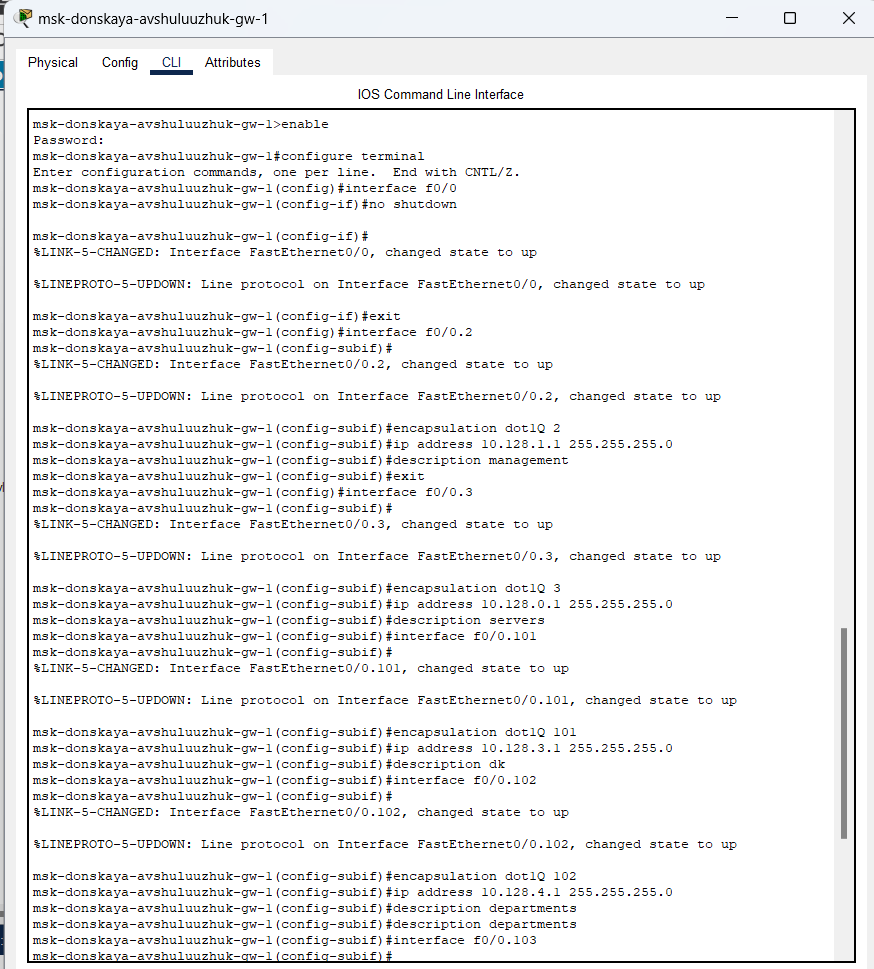 msk-donskaya-avshuluuzhuk-gw-1
Physical Config CLI Attributes
IOS Command Line Interface
msk-donskaya-avshuluuzhuk-gw-1>enable
Password:
msk-donskaya-avshuluuzhuk-gw-1#configure terminal
Enter configuration commands, one per line.  End with CNTL/Z.
msk-donskaya-avshuluuzhuk-gw-1(config)#interface f0/0
msk-donskaya-avshuluuzhuk-gw-1(config-if)#no shutdown
msk-donskaya-avshuluuzhuk-gw-1(config-if)#
%LINK-5-CHANGED: Interface FastEthernet0/0, changed state to up
%LINEPROTO-5-UPDOWN: Line protocol on Interface FastEthernet0/0, changed state to up
msk-donskaya-avshuluuzhuk-gw-1(config-if)#exit
msk-donskaya-avshuluuzhuk-gw-1(config)#interface f0/0.2
msk-donskaya-avshuluuzhuk-gw-1(config-subif)#
%LINK-5-CHANGED: Interface FastEthernet0/0.2, changed state to up
%LINEPROTO-5-UPDOWN: Line protocol on Interface FastEthernet0/0.2, changed state to up
msk-donskaya-avshuluuzhuk-gw-1(config-subif)#encapsulation dot1Q 2
msk-donskaya-avshuluuzhuk-gw-1(config-subif)#ip address 10.128.1.1 255.255.255.0
msk-donskaya-avshuluuzhuk-gw-1(config-subif)#description management
msk-donskaya-avshuluuzhuk-gw-1(config-subif)#exit
msk-donskaya-avshuluuzhuk-gw-1(config)#interface f0/0.3
msk-donskaya-avshuluuzhuk-gw-1(config-subif)#
%LINK-5-CHANGED: Interface FastEthernet0/0.3, changed state to up
%LINEPROTO-5-UPDOWN: Line protocol on Interface FastEthernet0/0.3, changed state to up
msk-donskaya-avshuluuzhuk-gw-1(config-subif)#encapsulation dot1Q 3
msk-donskaya-avshuluuzhuk-gw-1(config-subif)#ip address 10.128.0.1 255.255.255.0
msk-donskaya-avshuluuzhuk-gw-1(config-subif)#description servers
msk-donskaya-avshuluuzhuk-gw-1(config-subif)#interface f0/0.101
msk-donskaya-avshuluuzhuk-gw-1(config-subif)#
%LINK-5-CHANGED: Interface FastEthernet0/0.101, changed state to up
%LINEPROTO-5-UPDOWN: Line protocol on Interface FastEthernet0/0.101, changed state to up
msk-donskaya-avshuluuzhuk-gw-1(config-subif)#encapsulation dot1Q 101
msk-donskaya-avshuluuzhuk-gw-1(config-subif)#ip address 10.128.3.1 255.255.255.0
msk-donskaya-avshuluuzhuk-gw-1(config-subif)#description dk
msk-donskaya-avshuluuzhuk-gw-1(config-subif)#interface f0/0.102
msk-donskaya-avshuluuzhuk-gw-1(config-subif)#
%LINK-5-CHANGED: Interface FastEthernet0/0.102, changed state to up
%LINEPROTO-5-UPDOWN: Line protocol on Interface FastEthernet0/0.102, changed state to up
msk-donskaya-avshuluuzhuk-gw-1(config-subif)#encapsulation dot1Q 102
msk-donskaya-avshuluuzhuk-gw-1(config-subif)#ip address 10.128.4.1 255.255.255.0
msk-donskaya-avshuluuzhuk-gw-1(config-subif)#description departments
msk-donskaya-avshuluuzhuk-gw-1(config-subif)#description departments
msk-donskaya-avshuluuzhuk-gw-1(config-subif)#interface f0/0.103
msk-donskaya-avshuluuzhuk-gw-1(config-subif)#